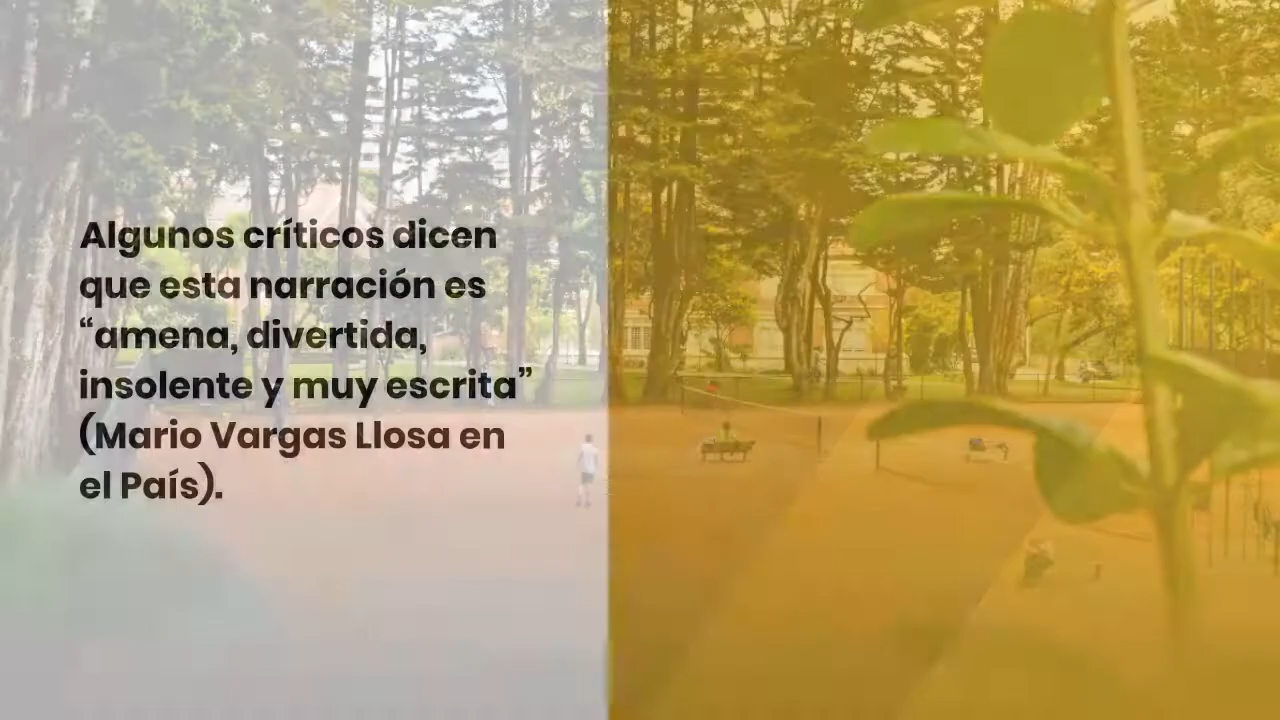 Algunos críticos dicen
que esta narración es
“amena, divertida,
insolente y muy escrita”
(Mario Vargas Llosa en
el País).